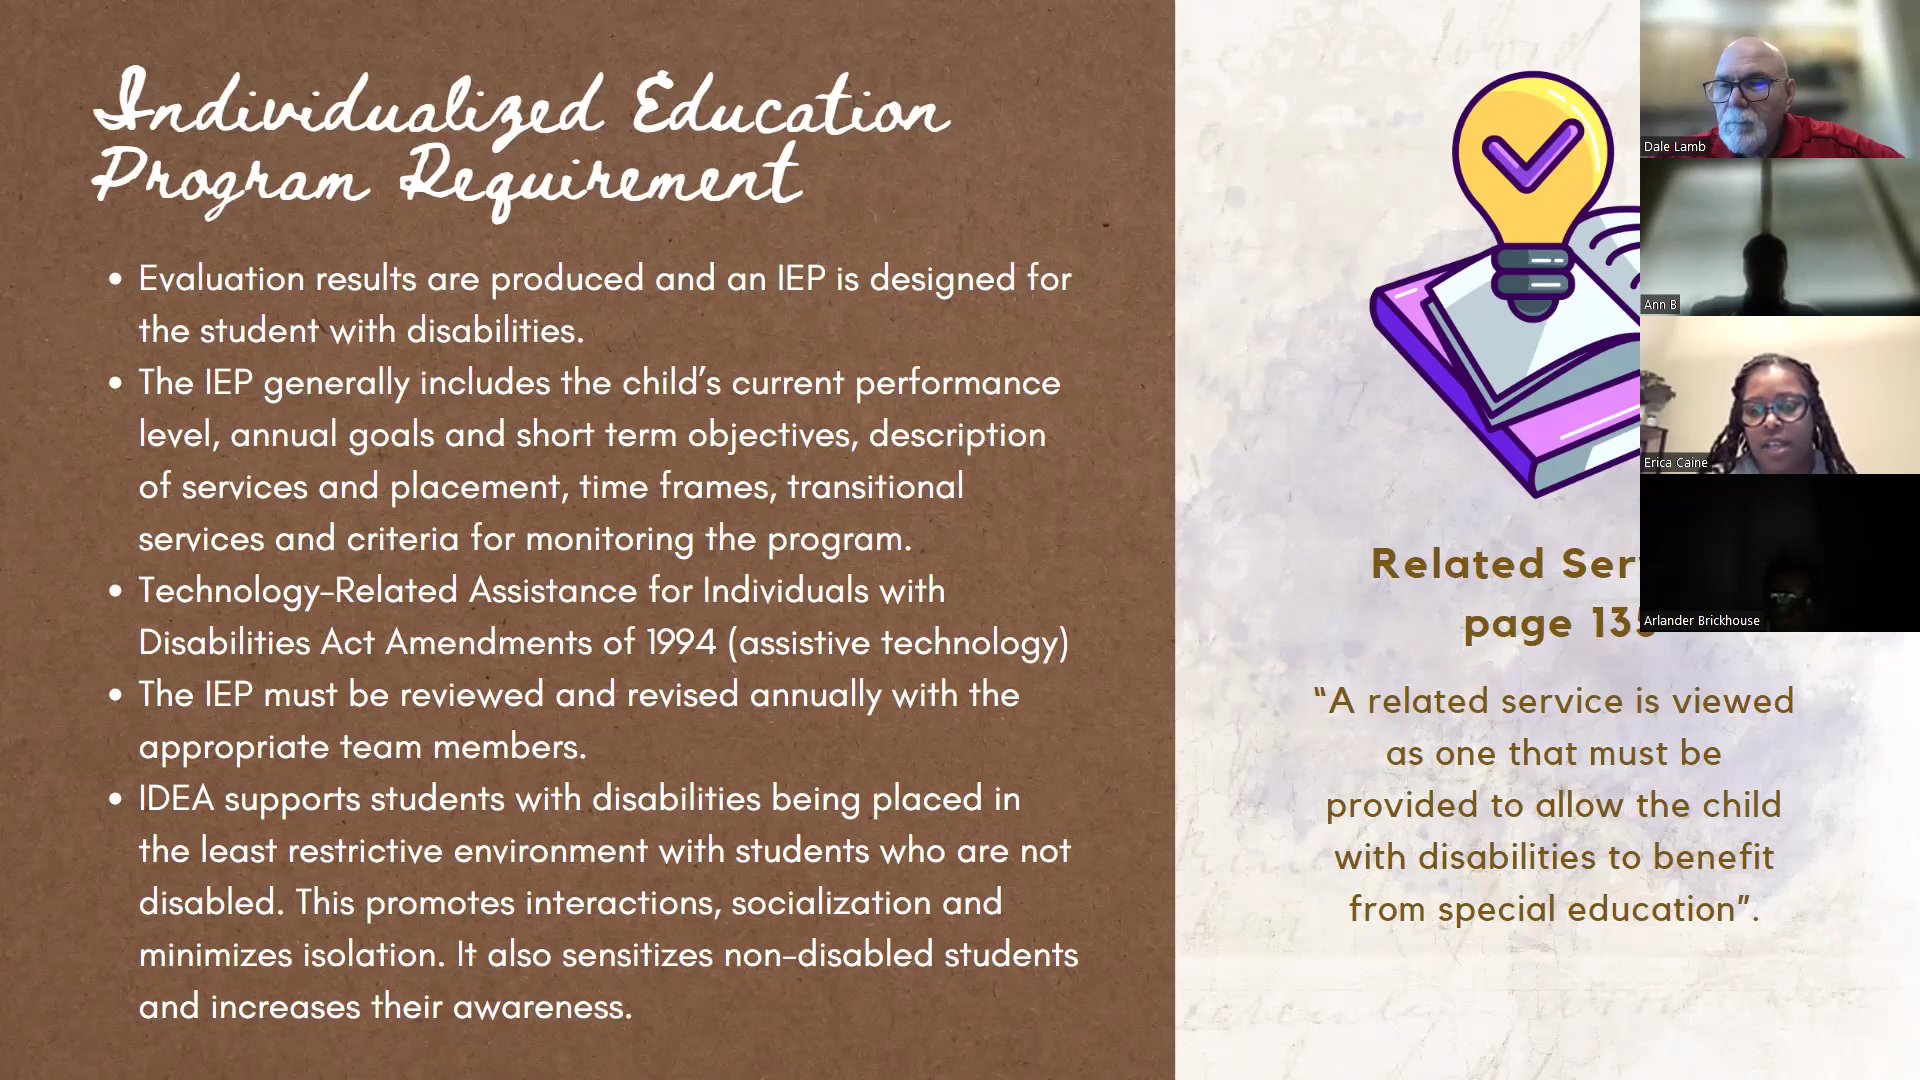 Individualized Education
Program Requirement
• Evaluation results are produced and an IEP is designed for
the student with disabilities.
• The IEP generally includes the child’s current performance
level, annual goals and short term objectives, description
of services and placement, time frames, transitional
services and criteria for monitoring the program.
• Technology-Related Assistance for Individuals with
Disabilities Act Amendments of 1994 (assistive technology)
• The IEP must be reviewed and revised annually with the
appropriate team members.
• IDEA supports students with disabilities being placed in
the least restrictive environment with students who are not
disabled. This promotes interactions, socialization and
minimizes isolation. It also sensitizes non-disabled students
and increases their awareness.
Related
page
“A related service is viewed
as one that must be
provided to allow the child
with disabilities to benefit
from special education”.
Dale Lamb
Ann B
Erica Caine
Arlander Brickhouse